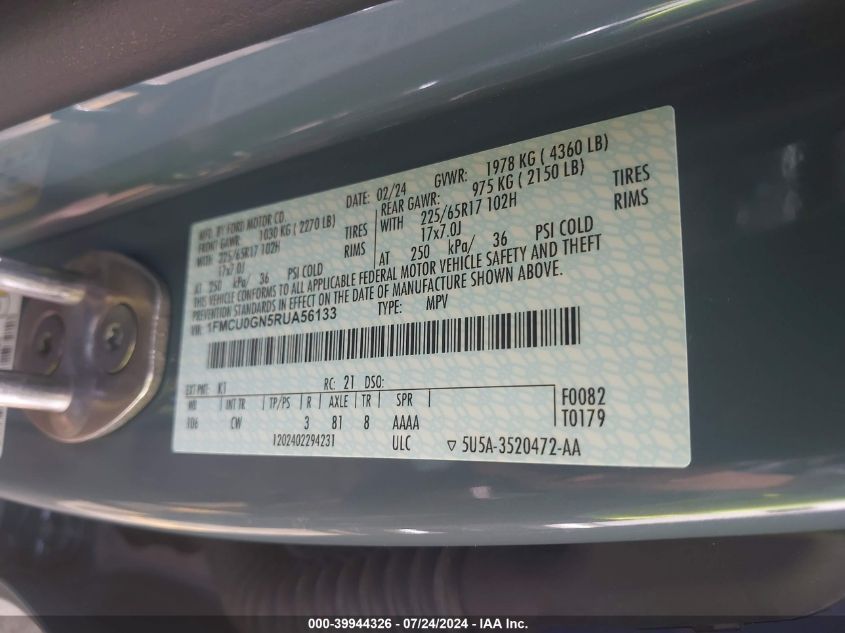 MFD. BY FORD MOTOR CO.
DATE: 02/24 GVWR: 1978 KG ( 4360 LB)
FRONT GAWR: 1030 KG ( 2270 LB)
REAR GAWR: 975 KG ( 2150 LB)
WITH 225/65R17 102H TIRES
WITH 225/65R17 102H TIRES
17x7.0J RIMS
17x7.0J RIMS
AT 250 kPa/ 36 PSI COLD
AT 250 kPa/ 36 PSI COLD
THIS VEHICLE CONFORMS TO ALL APPLICABLE FEDERAL MOTOR VEHICLE SAFETY AND THEFT
PREVENTION STANDARDS IN EFFECT ON THE DATE OF MANUFACTURE SHOWN ABOVE.
VIN: 1FMCU0GN5RUA56133 TYPE: MPV
EXT PNT: K1 RC: 21 DSO:
WB INT TR TP/PS R AXLE TR SPR
106 CW 3 81 8 AAAA
F0082
T0179
1202402294231 ULC ▽ 5U5A-3520472-AA
000-39944326 / 07/24/2024 - IAA Inc.